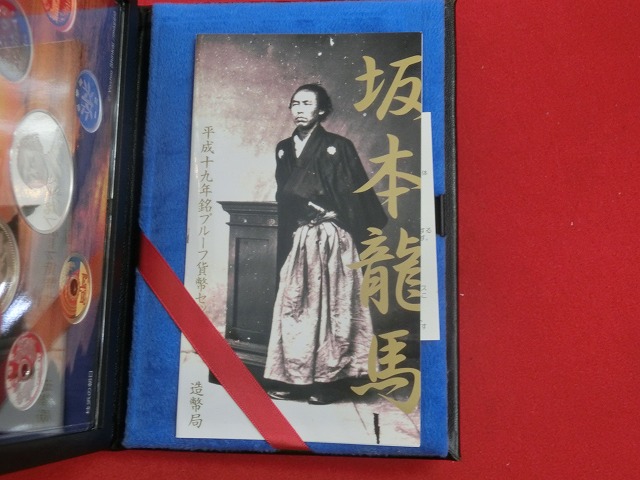 坂本龍馬
平成十九年銘プルーフ貨幣セ
造幣局